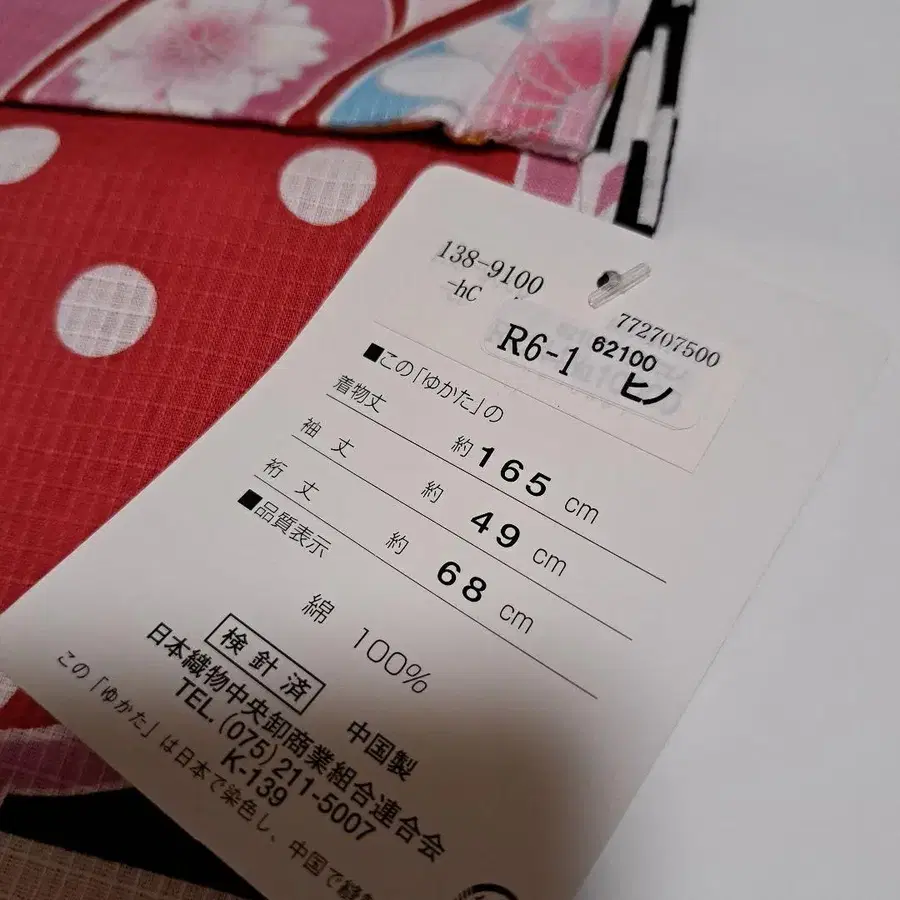 138-9100
-hC
772707500
R6-1 62100
ヒノ
■この「ゆかた」の
着物丈 約165 cm
袖丈 約 49 cm
裄丈 約 68 cm
■品質表示
綿 100%
検針済 中国製
日本織物中央卸商業組合連合会
TEL. (075) 211-5007
K-139
この「ゆかた」は日本で染色し、中国で縫